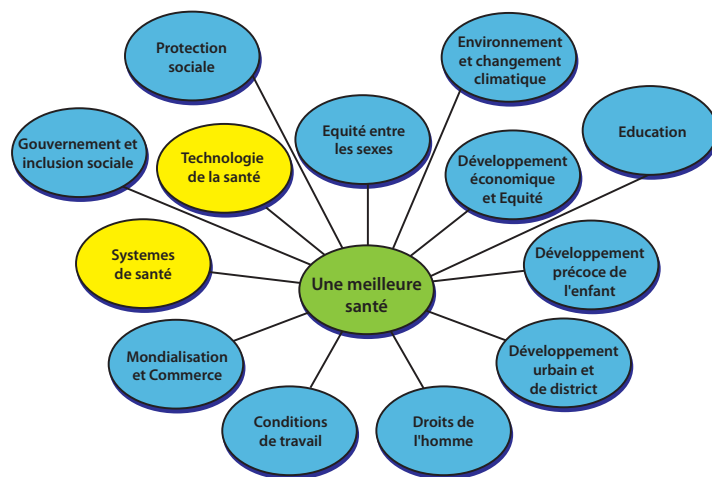 Protection
sociale
Environnement
et changement
climatique
Gouvernement et
inclusion sociale
Technologie
de la santé
Equité entre
les sexes
Education
Développement
économique
et Equité
Systemes
de santé
Une meilleure
santé
Développement
précoce de
l'enfant
Mondialisation
et Commerce
Développement
urbain et
de district
Conditions
de travail
Droits de
l'homme